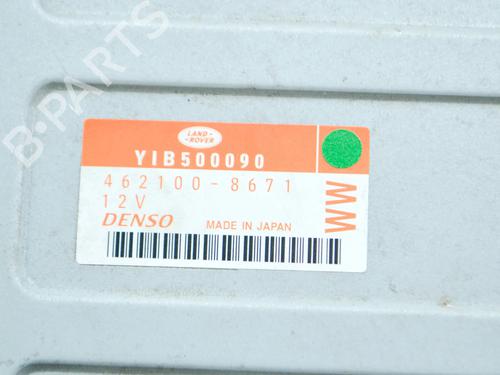 B·PARTS
LAND-
-ROVER
YIB500090
462100-8671
12V
DENSO MADE IN JAPAN
WW